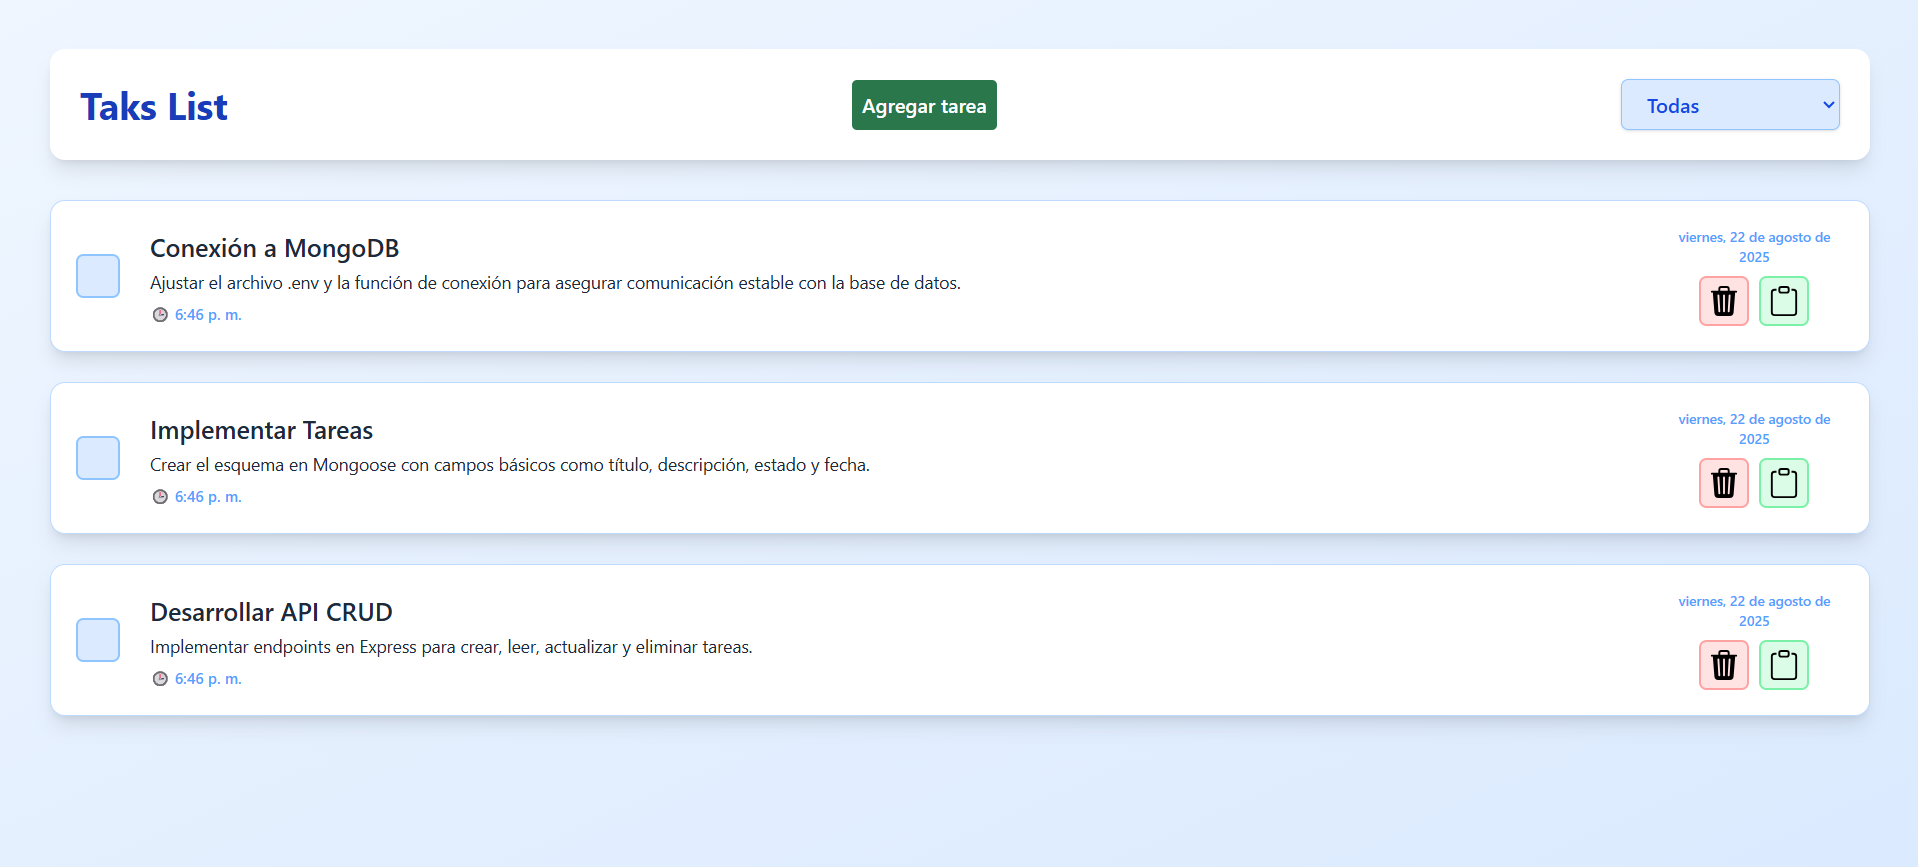 Taks List
Agregar tarea
Todas
Conexión a MongoDB
Ajustar el archivo .env y la función de conexión para asegurar comunicación estable con la base de datos.
6:46 p. m.
viernes, 22 de agosto de
2025
Implementar Tareas
Crear el esquema en Mongoose con campos básicos como título, descripción, estado y fecha.
6:46 p. m.
viernes, 22 de agosto de
2025
Desarrollar API CRUD
Implementar endpoints en Express para crear, leer, actualizar y eliminar tareas.
6:46 p. m.
viernes, 22 de agosto de
2025